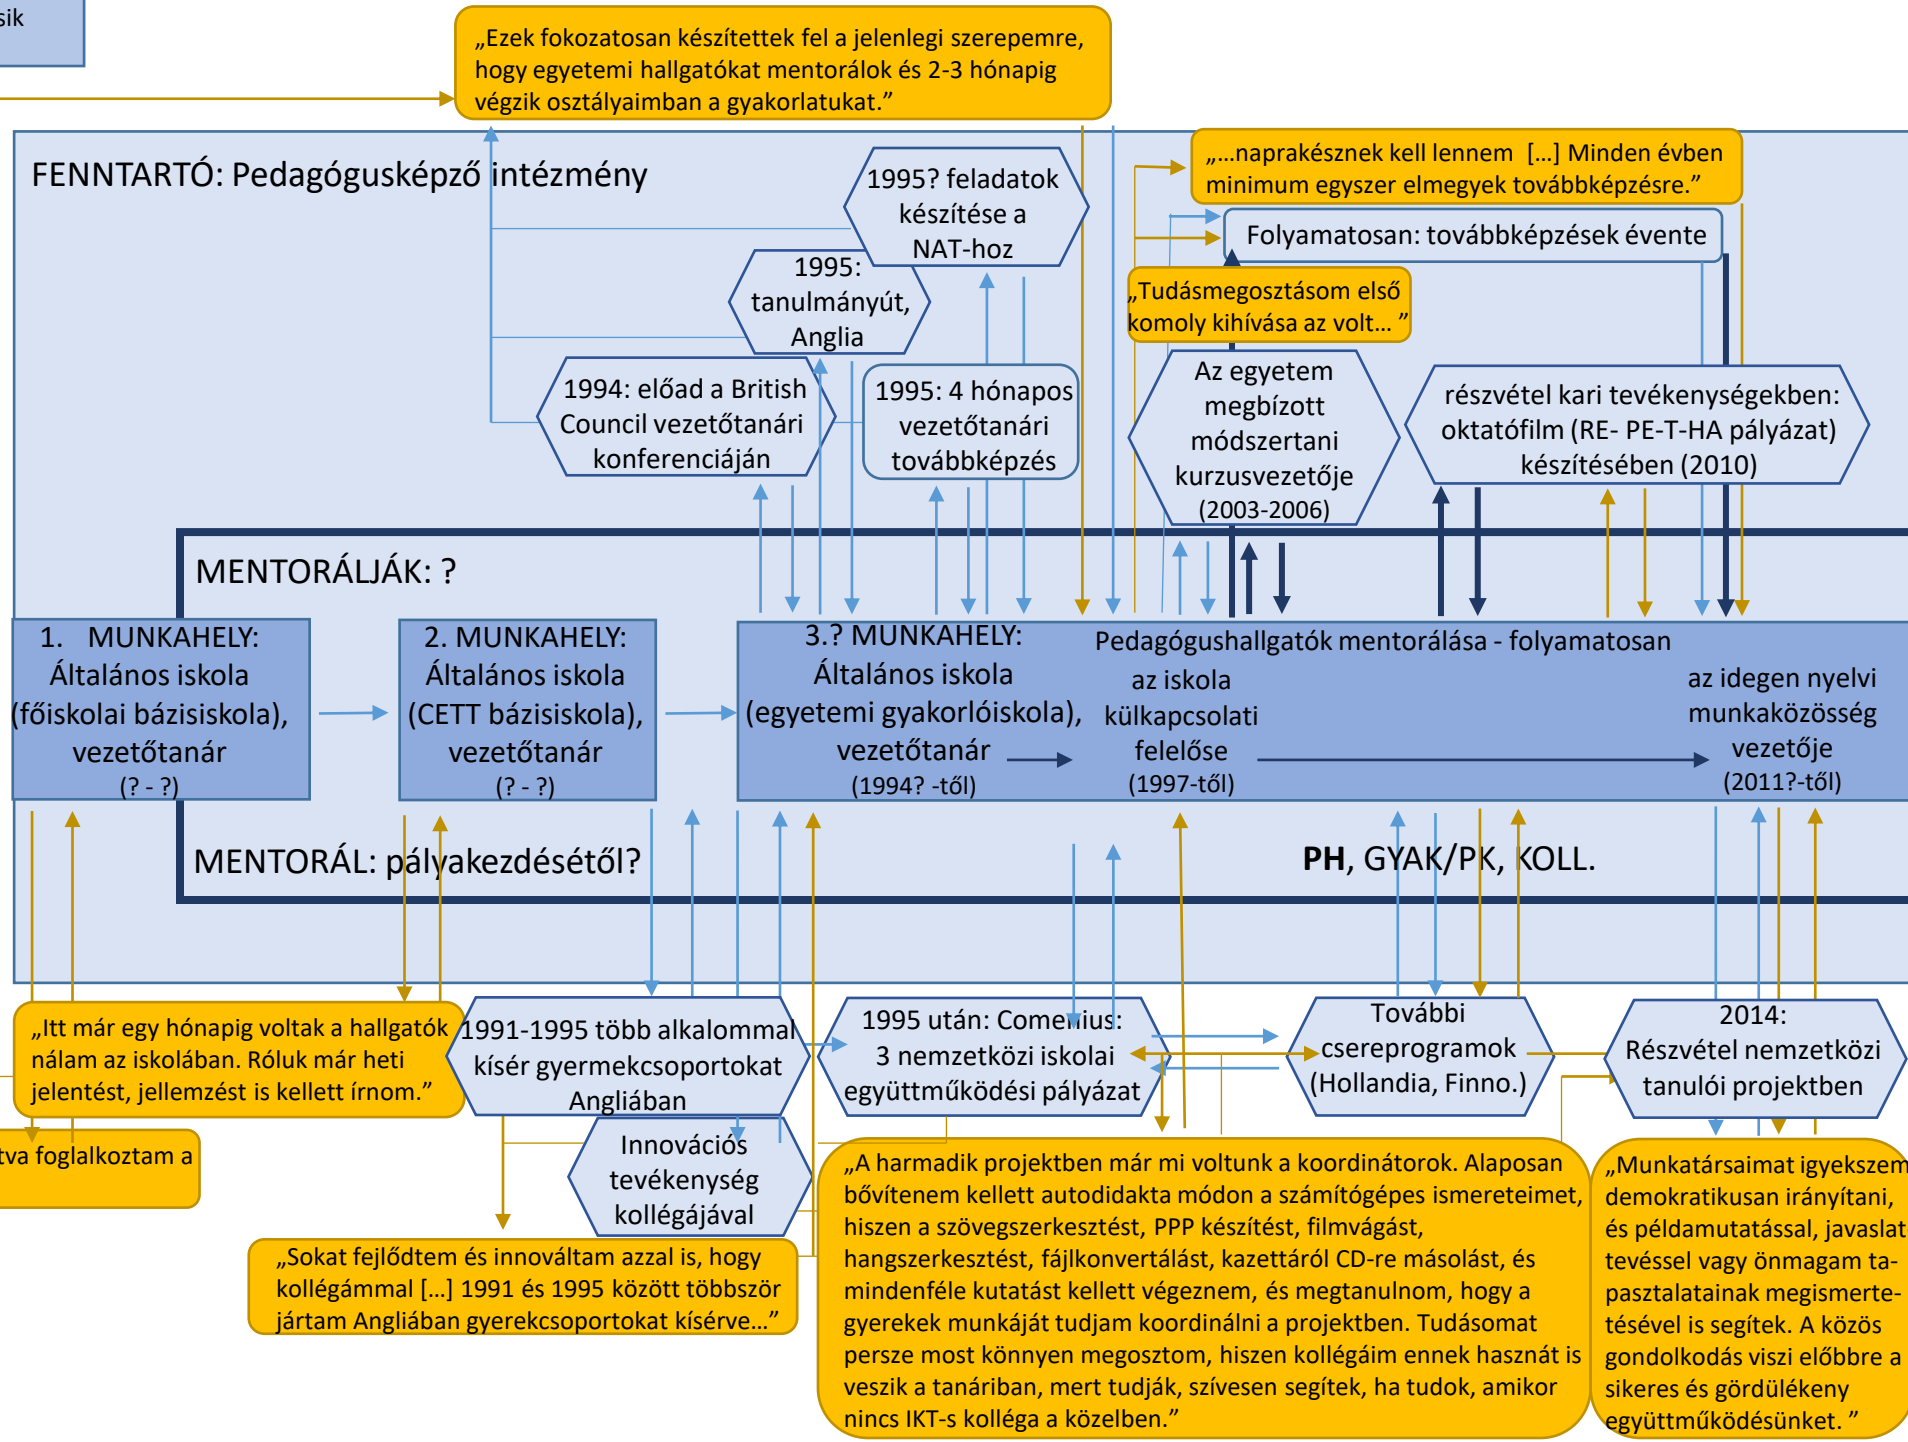 sik
„Ezek fokozatosan készítettek fel a jelenlegi szerepemre,
hogy egyetemi hallgatókat mentorálok és 2-3 hónapig
végzik osztályaimban a gyakorlatukat.”
FENNTARTÓ: Pedagógusképző intézmény
1995? feladatok
készítése a
NAT-hoz
„...naprakésznek kell lennem […] Minden évben
minimum egyszer elmegyek továbbképzésre.”
Folyamatosan: továbbképzések évente
1995:
tanulmányút,
Anglia
„Tudásmegosztásom első
komoly kihívása az volt... ”
1994: előad a British
Council vezetőtanári
konferenciáján
1995: 4 hónapos
vezetőtanári
továbbképzés
Az egyetem
megbízott
módszertani
kurzusvezetője
(2003-2006)
részvétel kari tevékenységekben:
oktatófilm (RE- PE-T-HA pályázat)
készítésében (2010)
MENTORÁLJÁK: ?
1. MUNKAHELY:
Általános iskola
(főiskolai bázisiskola),
vezetőtanár
(? - ?)
2. MUNKAHELY:
Általános iskola
(CETT bázisiskola),
vezetőtanár
(? - ?)
3.? MUNKAHELY:
Általános iskola
(egyetemi gyakorlóiskola),
vezetőtanár
(1994? -től)
Pedagógushallgatók mentorálása - folyamatosan
az iskola
külkapcsolati
felelőse
(1997-től)
az idegen nyelvi
munkaközösség
vezetője
(2011?-től)
MENTORÁL: pályakezdésétől?
PH, GYAK/PK, KOLL.
„Itt már egy hónapig voltak a hallgatók
nálam az iskolában. Róluk már heti
jelentést, jellemzést is kellett írnom.”
1991-1995 több alkalommal
kísér gyermekcsoportokat
Angliában
1995 után: Comenius:
3 nemzetközi iskolai
együttműködési pályázat
További
csereprogramok
(Hollandia, Finno.)
2014:
Részvétel nemzetközi
tanulói projektben
tva foglalkoztam a
Innovációs
tevékenység
kollégájával
„Sokat fejlődtem és innováltam azzal is, hogy
kollégámmal […] 1991 és 1995 között többször
jártam Angliában gyerekcsoportokat kísérve…”
„A harmadik projektben már mi voltunk a koordinátorok. Alaposan
bővítenem kellett autodidakta módon a számítógépes ismereteimet,
hiszen a szövegszerkesztést, PPP készítést, filmvágást,
hangszerkesztést, fájlkonvertálást, kazettáról CD-re másolást, és
mindenféle kutatást kellett végeznem, és megtanulnom, hogy a
gyerekek munkáját tudjam koordinálni a projektben. Tudásomat
persze most könnyen megosztom, hiszen kollégáim ennek hasznát is
veszik a tanáriban, mert tudják, szívesen segítek, ha tudok, amikor
nincs IKT-s kolléga a közelben.”
„Munkatársaimat igyekszem
demokratikusan irányítani,
és példamutatással, javaslat
tevéssel vagy önmagam ta-
pasztalatainak megismerte-
tésével is segítek. A közös
gondolkodás viszi előbbre a
sikeres és gördülékeny
együttműködésünket. ”